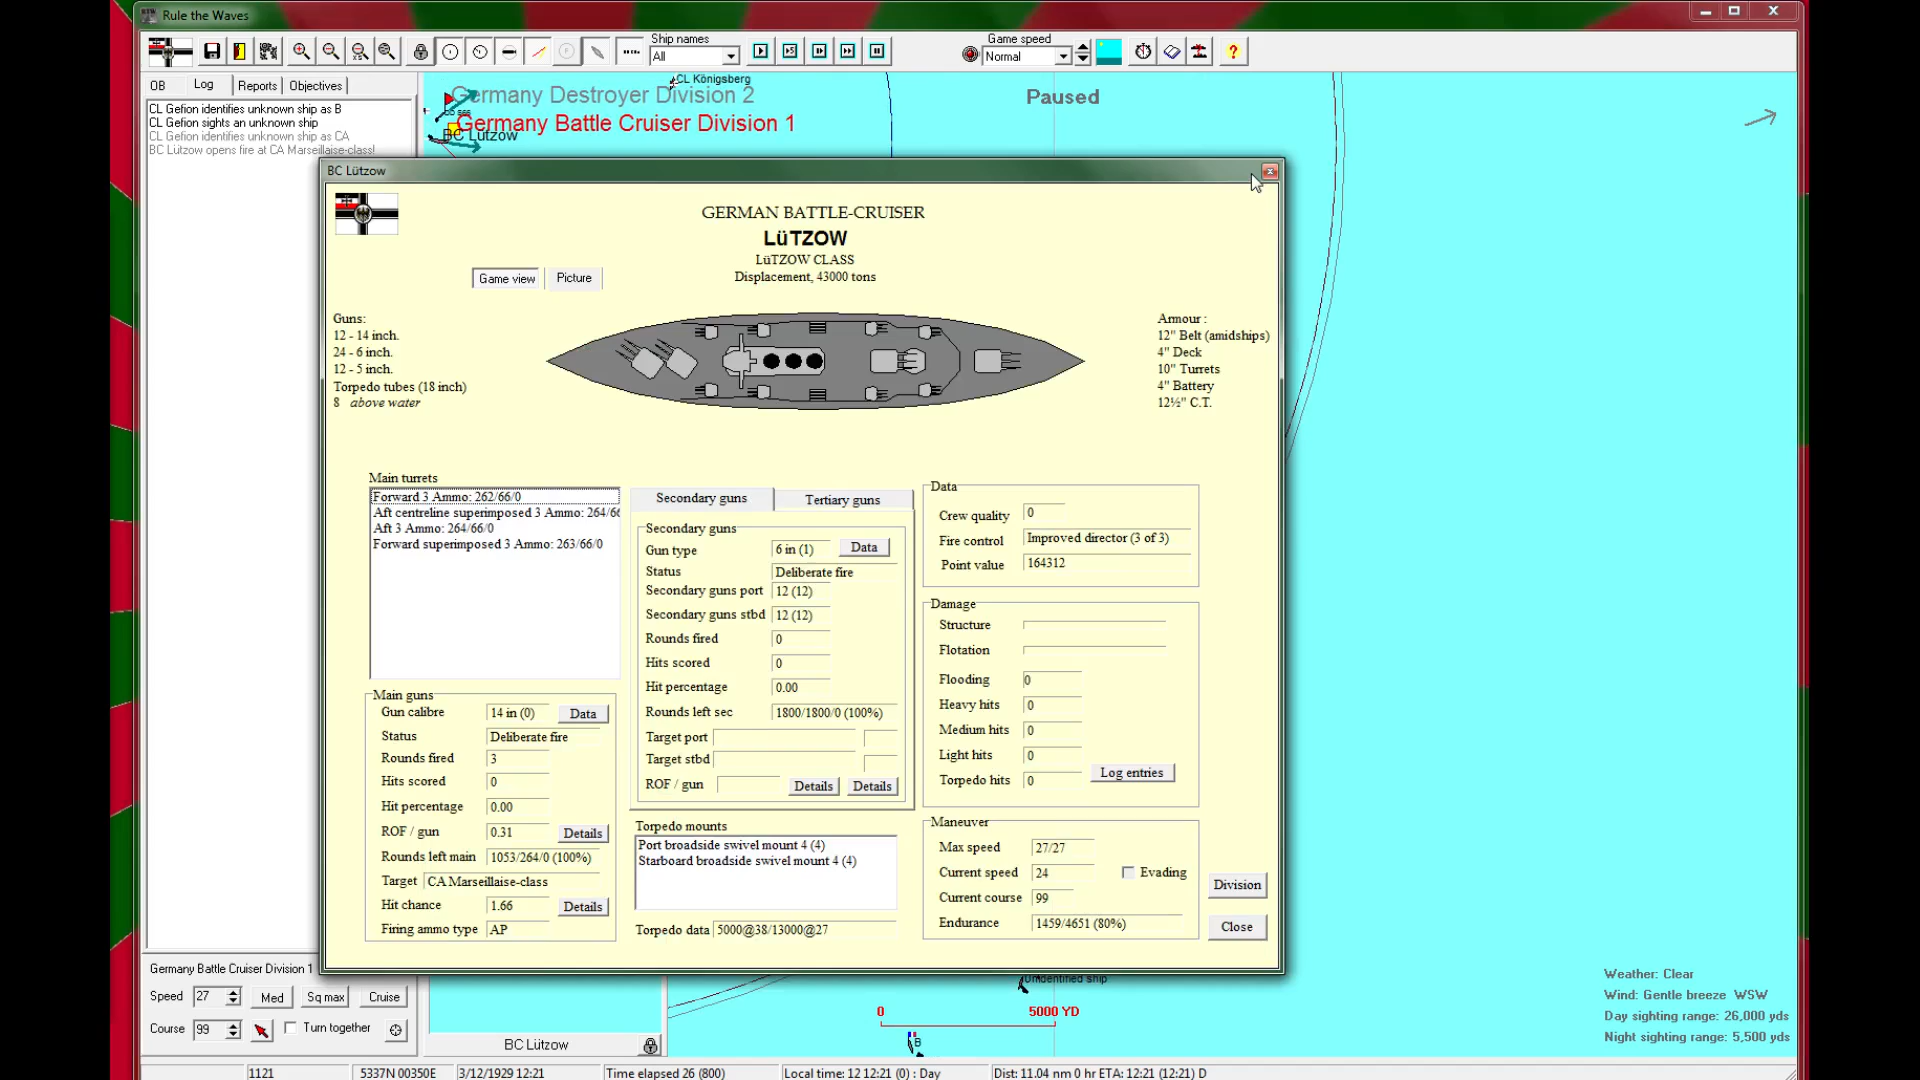 Rule the Waves
Ship names
All
Game speed
Normal
OB
Log
Reports
Objectives
CL Gefion identifies unknown ship as B
CL Gefion sights an unknown ship
CL Gefion identifies unknown ship as CA
BC Lützow opens fire at CA Marseillaise-class!
CL Königsberg
Germany Destroyer Division 2
Germany Battle Cruiser Division 1
BC Lützow
Paused
BC Lützow
GERMAN BATTLE-CRUISER
LüTZOW
LüTZOW CLASS
Displacement, 43000 tons
Game view
Picture
Guns:
12 - 14 inch.
24 - 6 inch.
12 - 5 inch.
Torpedo tubes (18 inch)
8 above water
Armour :
12" Belt (amidships)
4" Deck
10" Turrets
4" Battery
12½" C.T.
Main turrets
Forward 3 Ammo: 262/66/0
Aft centreline superimposed 3 Ammo: 264/66
Aft 3 Ammo: 264/66/0
Forward superimposed 3 Ammo: 263/66/0
Main guns
Gun calibre 14 in (0) Data
Status Deliberate fire
Rounds fired 3
Hits scored 0
Hit percentage 0.00
ROF / gun 0.31 Details
Rounds left main 1053/264/0 (100%)
Target CA Marseillaise-class
Hit chance 1.66 Details
Firing ammo type AP
Secondary guns
Tertiary guns
Secondary guns
Gun type 6 in (1) Data
Status Deliberate fire
Secondary guns port 12 (12)
Secondary guns stbd 12 (12)
Rounds fired 0
Hits scored 0
Hit percentage 0.00
Rounds left sec 1800/1800/0 (100%)
Target port
Target stbd
ROF / gun Details Details
Torpedo mounts
Port broadside swivel mount 4 (4)
Starboard broadside swivel mount 4 (4)
Torpedo data 5000@38/13000@27
Data
Crew quality 0
Fire control Improved director (3 of 3)
Point value 164312
Damage
Structure
Flotation
Flooding 0
Heavy hits 0
Medium hits 0
Light hits 0
Torpedo hits 0 Log entries
Maneuver
Max speed 27/27
Current speed 24 Evading
Current course 99
Endurance 1459/4651 (80%)
Division
Close
Germany Battle Cruiser Division 1
Speed 27 Med Sq max Cruise
Course 99 Turn together
BC Lützow
Unidentified ship
0 5000 YD
B
Weather: Clear
Wind: Gentle breeze WSW
Day sighting range: 26,000 yds
Night sighting range: 5,500 yds
1121 5337N 00350E 3/12/1929 12:21 Time elapsed 26 (800) Local time: 12 12:21 (0) : Day Dist: 11.04 nm 0 hr ETA: 12:21 (12:21) D